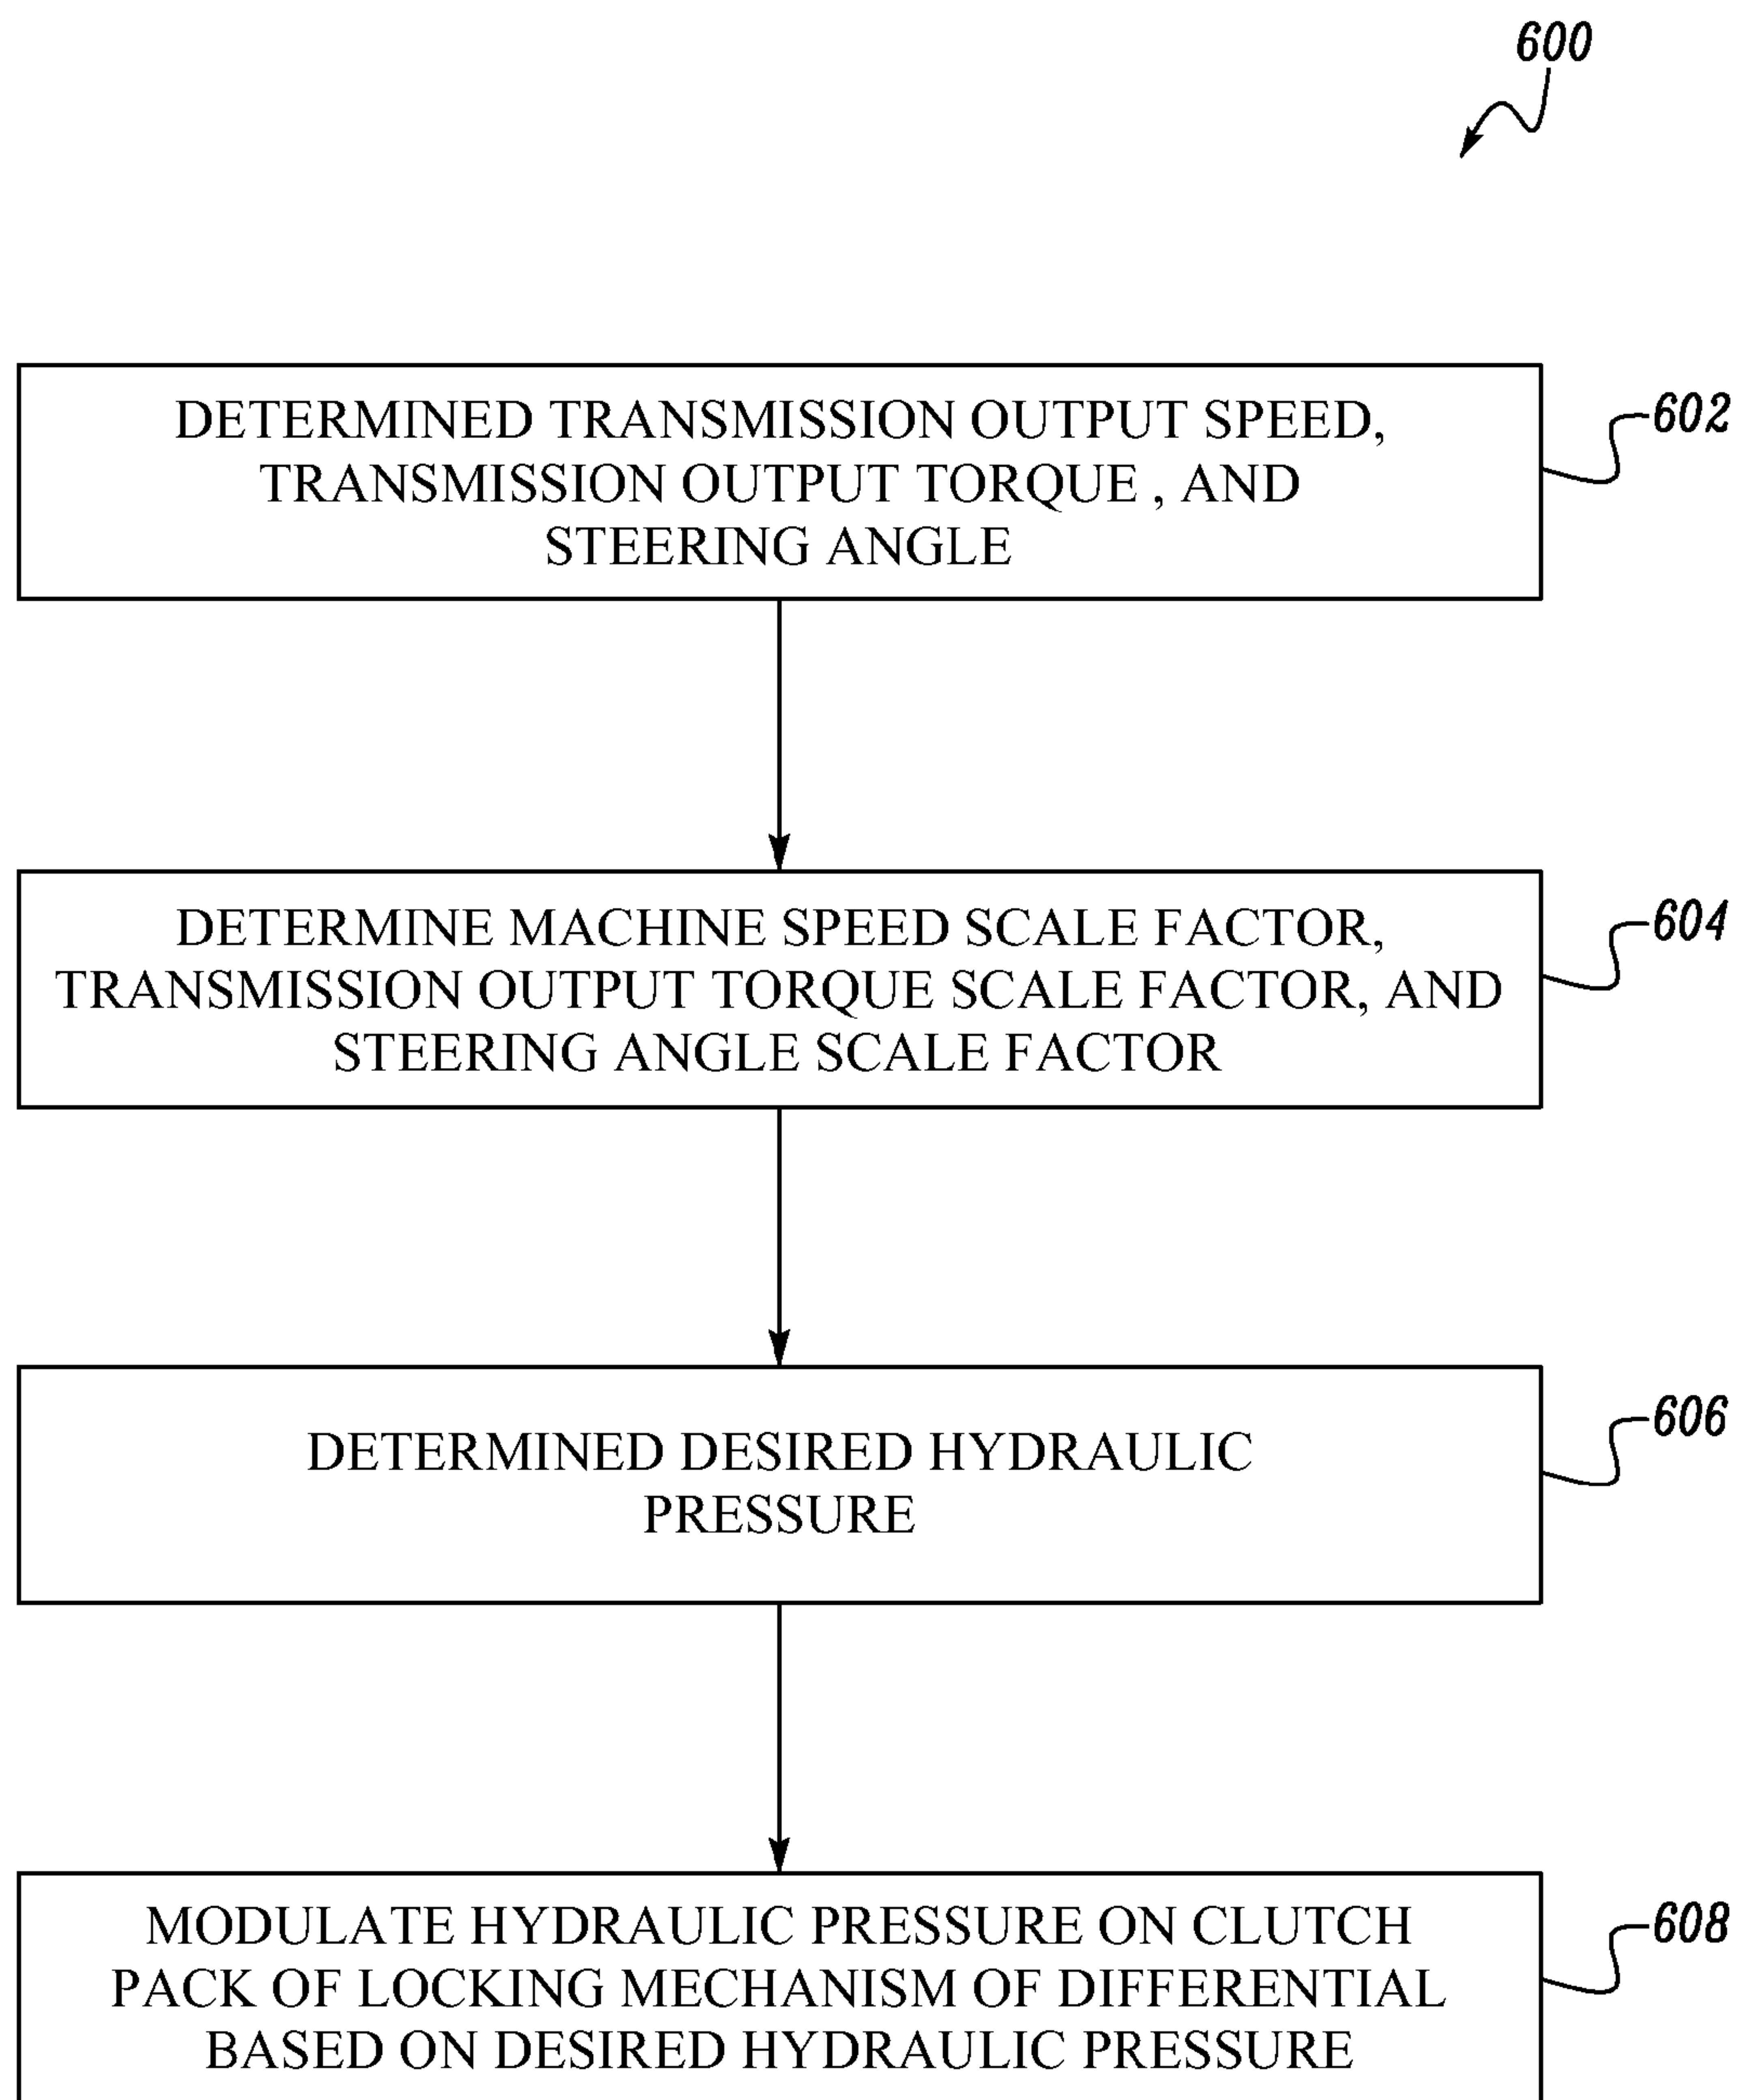 600
DETERMINED TRANSMISSION OUTPUT SPEED,
TRANSMISSION OUTPUT TORQUE , AND
STEERING ANGLE
602
DETERMINE MACHINE SPEED SCALE FACTOR,
TRANSMISSION OUTPUT TORQUE SCALE FACTOR, AND
STEERING ANGLE SCALE FACTOR
604
DETERMINED DESIRED HYDRAULIC
PRESSURE
606
MODULATE HYDRAULIC PRESSURE ON CLUTCH
PACK OF LOCKING MECHANISM OF DIFFERENTIAL
BASED ON DESIRED HYDRAULIC PRESSURE
608